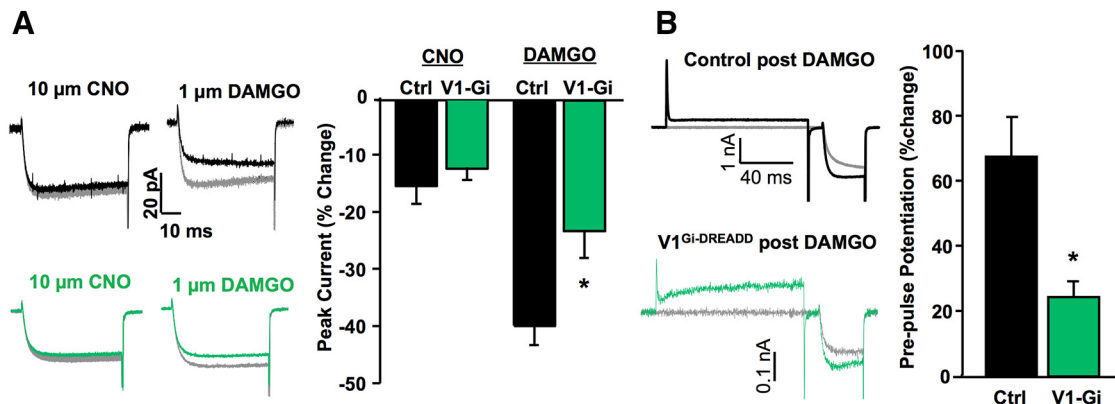 A
10 µm CNO
1 µm DAMGO
20 pA
10 ms
10 µm CNO
1 µm DAMGO
Peak Current (% Change)
CNO
DAMGO
Ctrl V1-Gi
Ctrl V1-Gi
0
-10
-20
-30
-40
-50
*
B
Control post DAMGO
1 nA
40 ms
V1Gi-DREADD post DAMGO
0.1 nA
Pre-pulse Potentiation (%change)
100
80
60
40
20
0
*
Ctrl
V1-Gi